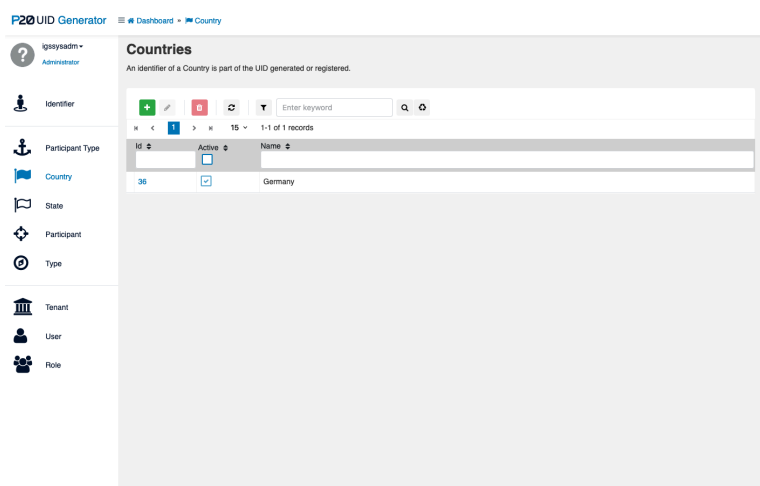 P20 UID Generator
Dashboard » Country
igssysadm
Administrator
Identifier
Participant Type
Country
State
Participant
Type
Tenant
User
Role
Countries
An identifier of a Country is part of the UID generated or registered.
Enter keyword
1
15
1-1 of 1 records
Id
Active
Name
36
Germany